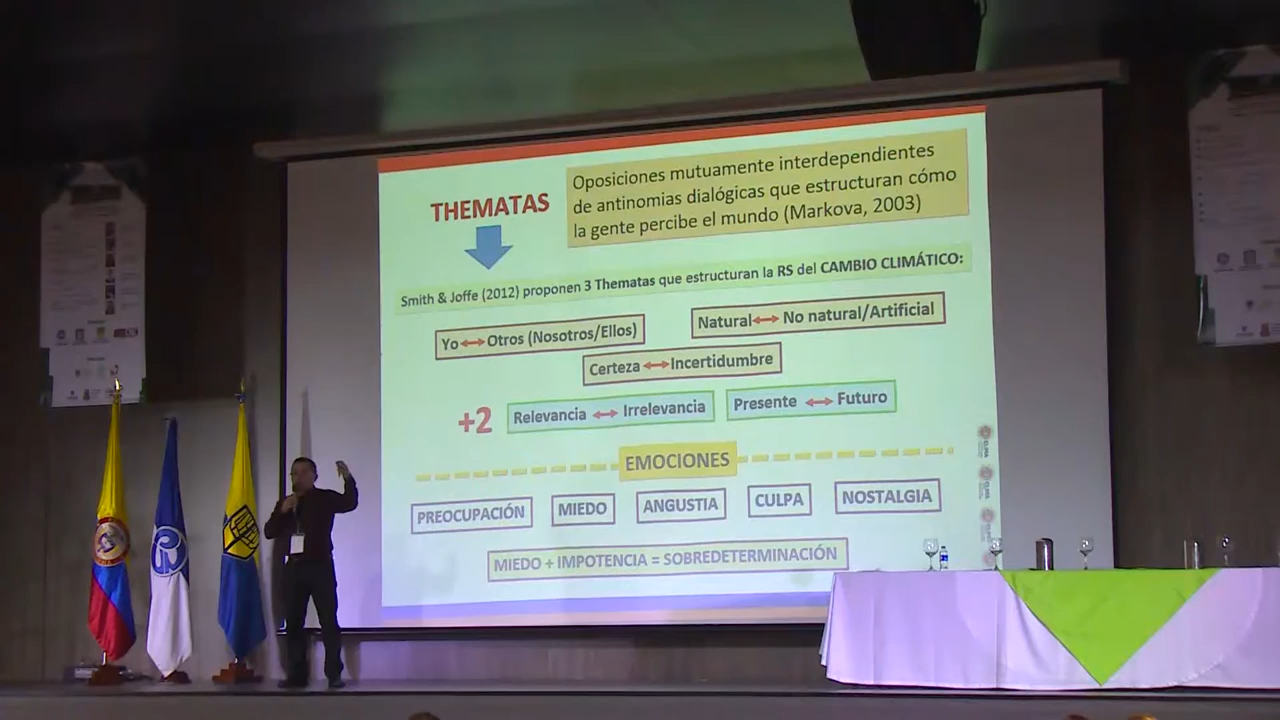 THEMATAS
Oposiciones mutuamente interdependientes
de antinomias dialógicas que estructuran cómo
la gente percibe el mundo (Markova, 2003)
Smith & Joffe (2012) proponen 3 Thematas que estructuran la RS del CAMBIO CLIMÁTICO:
Yo Otros (Nosotros/Ellos)
Natural No natural/Artificial
Certeza Incertidumbre
+2
Relevancia Irrelevancia
Presente Futuro
EMOCIONES
PREOCUPACIÓN
MIEDO
ANGUSTIA
CULPA
NOSTALGIA
MIEDO + IMPOTENCIA = SOBREDETERMINACIÓN